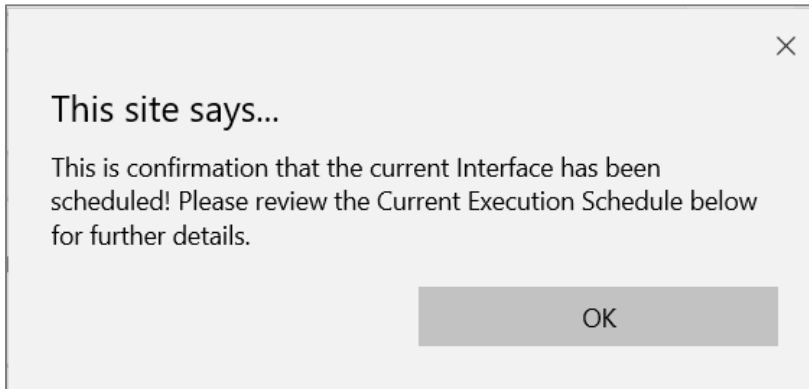 This site says...
This is confirmation that the current Interface has been
scheduled! Please review the Current Execution Schedule below
for further details.
OK